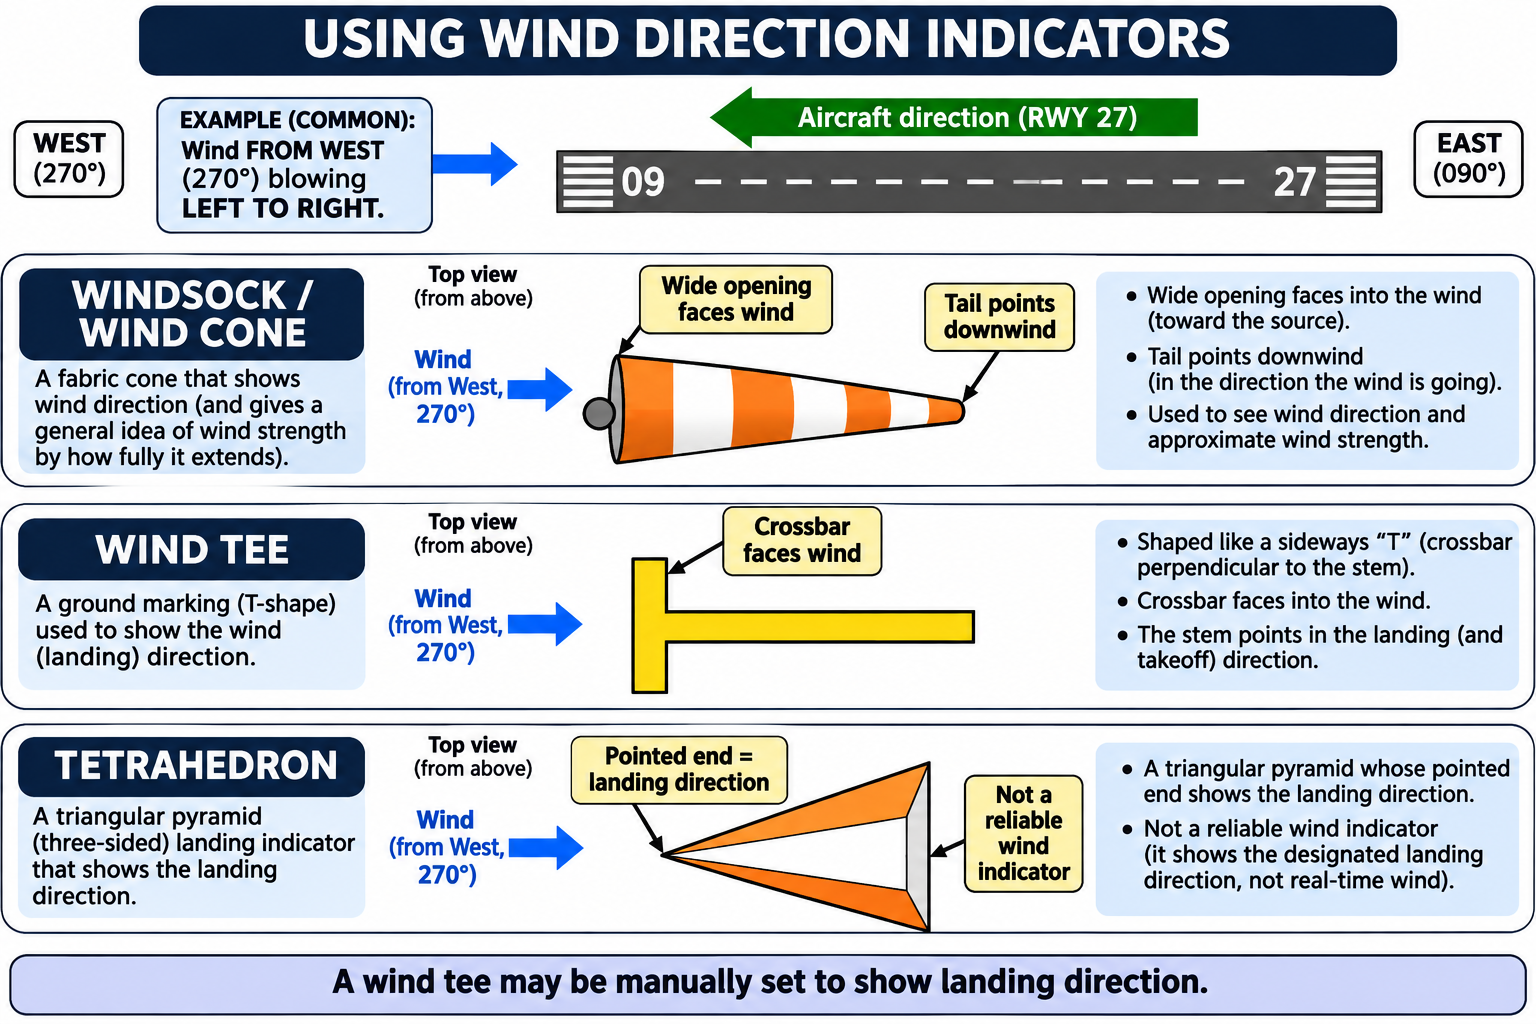 USING WIND DIRECTION INDICATORS
WEST
(270°)
EXAMPLE (COMMON):
Wind FROM WEST
(270°) blowing
LEFT TO RIGHT.
Aircraft direction (RWY 27)
09
27
EAST
(090°)
WINDSOCK /
WIND CONE
A fabric cone that shows
wind direction (and gives a
general idea of wind strength
by how fully it extends).
Top view
(from above)
Wind
(from West,
270°)
Wide opening
faces wind
Tail points
downwind
• Wide opening faces into the wind
(toward the source).
• Tail points downwind
(in the direction the wind is going).
• Used to see wind direction and
approximate wind strength.
WIND TEE
A ground marking (T-shape)
used to show the wind
(landing) direction.
Top view
(from above)
Wind
(from West,
270°)
Crossbar
faces wind
• Shaped like a sideways “T” (crossbar
perpendicular to the stem).
• Crossbar faces into the wind.
• The stem points in the landing (and
takeoff) direction.
TETRAHEDRON
A triangular pyramid
(three-sided) landing indicator
that shows the landing
direction.
Top view
(from above)
Wind
(from West,
270°)
Pointed end =
landing direction
Not a
reliable
wind
indicator
• A triangular pyramid whose pointed
end shows the landing direction.
• Not a reliable wind indicator
(it shows the designated landing
direction, not real-time wind).
A wind tee may be manually set to show landing direction.